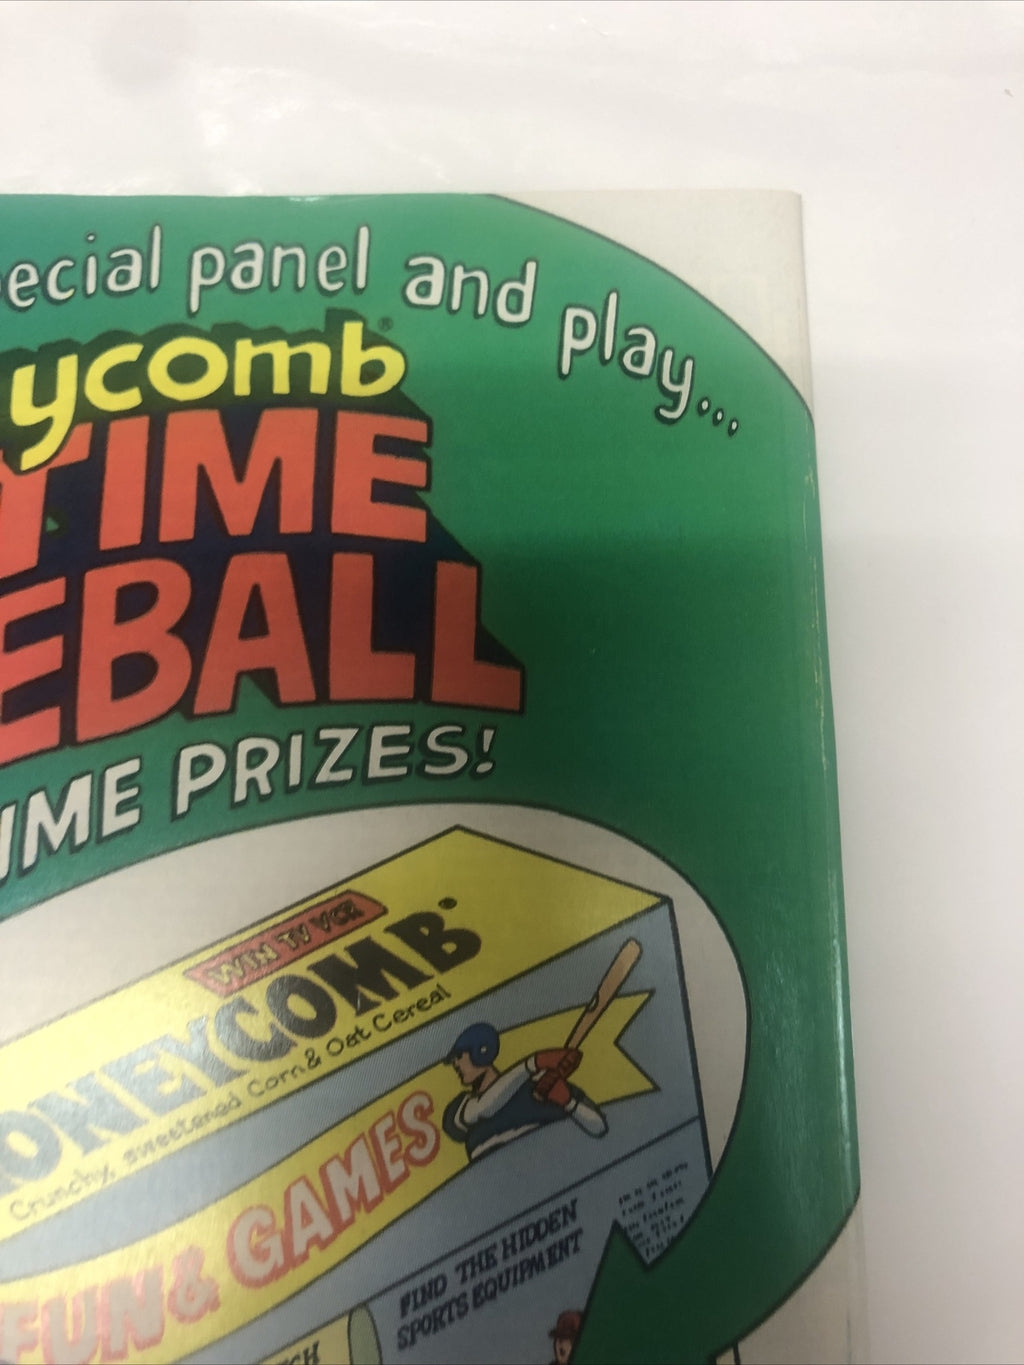 ecial panel and play...
ycomb®
TIME
EBALL
IME PRIZES!
WIN TV VCR
ONEYCOMB®
Crunchy, sweetened Corn & Oat Cereal
FUN & GAMES
FIND THE HIDDEN
SPORTS EQUIPMENT
CH